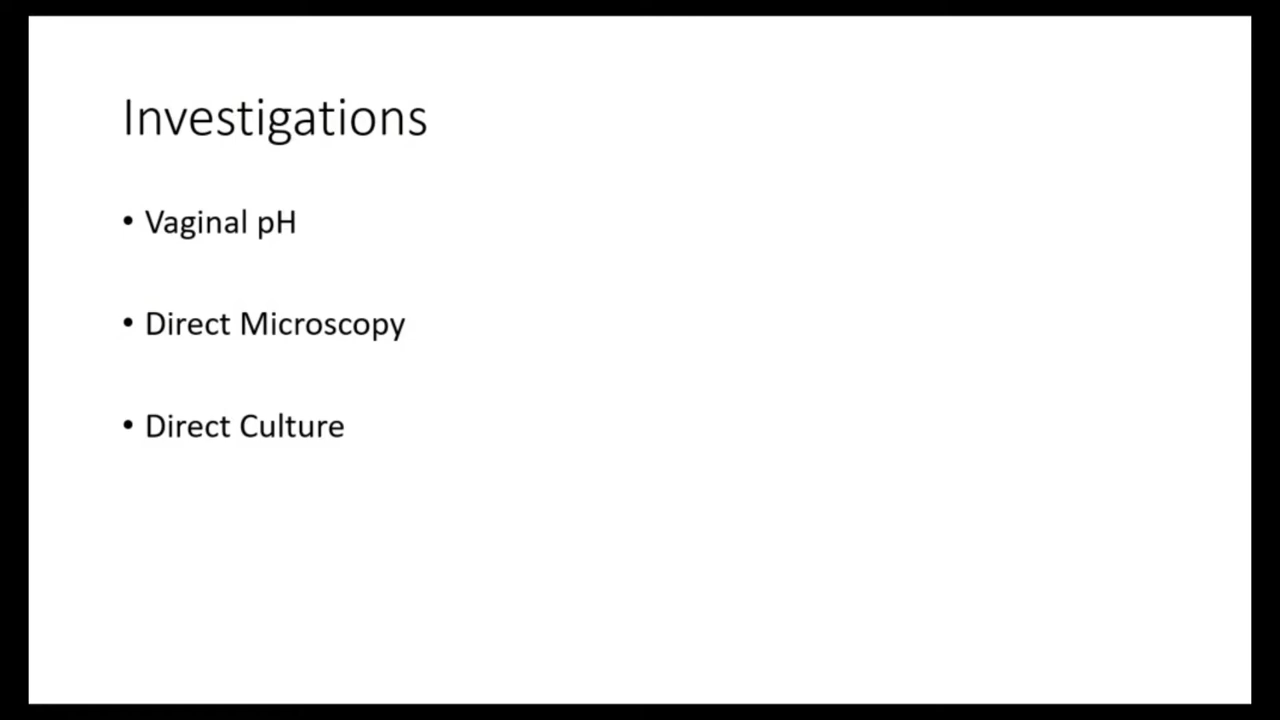 Investigations
• Vaginal pH
• Direct Microscopy
• Direct Culture